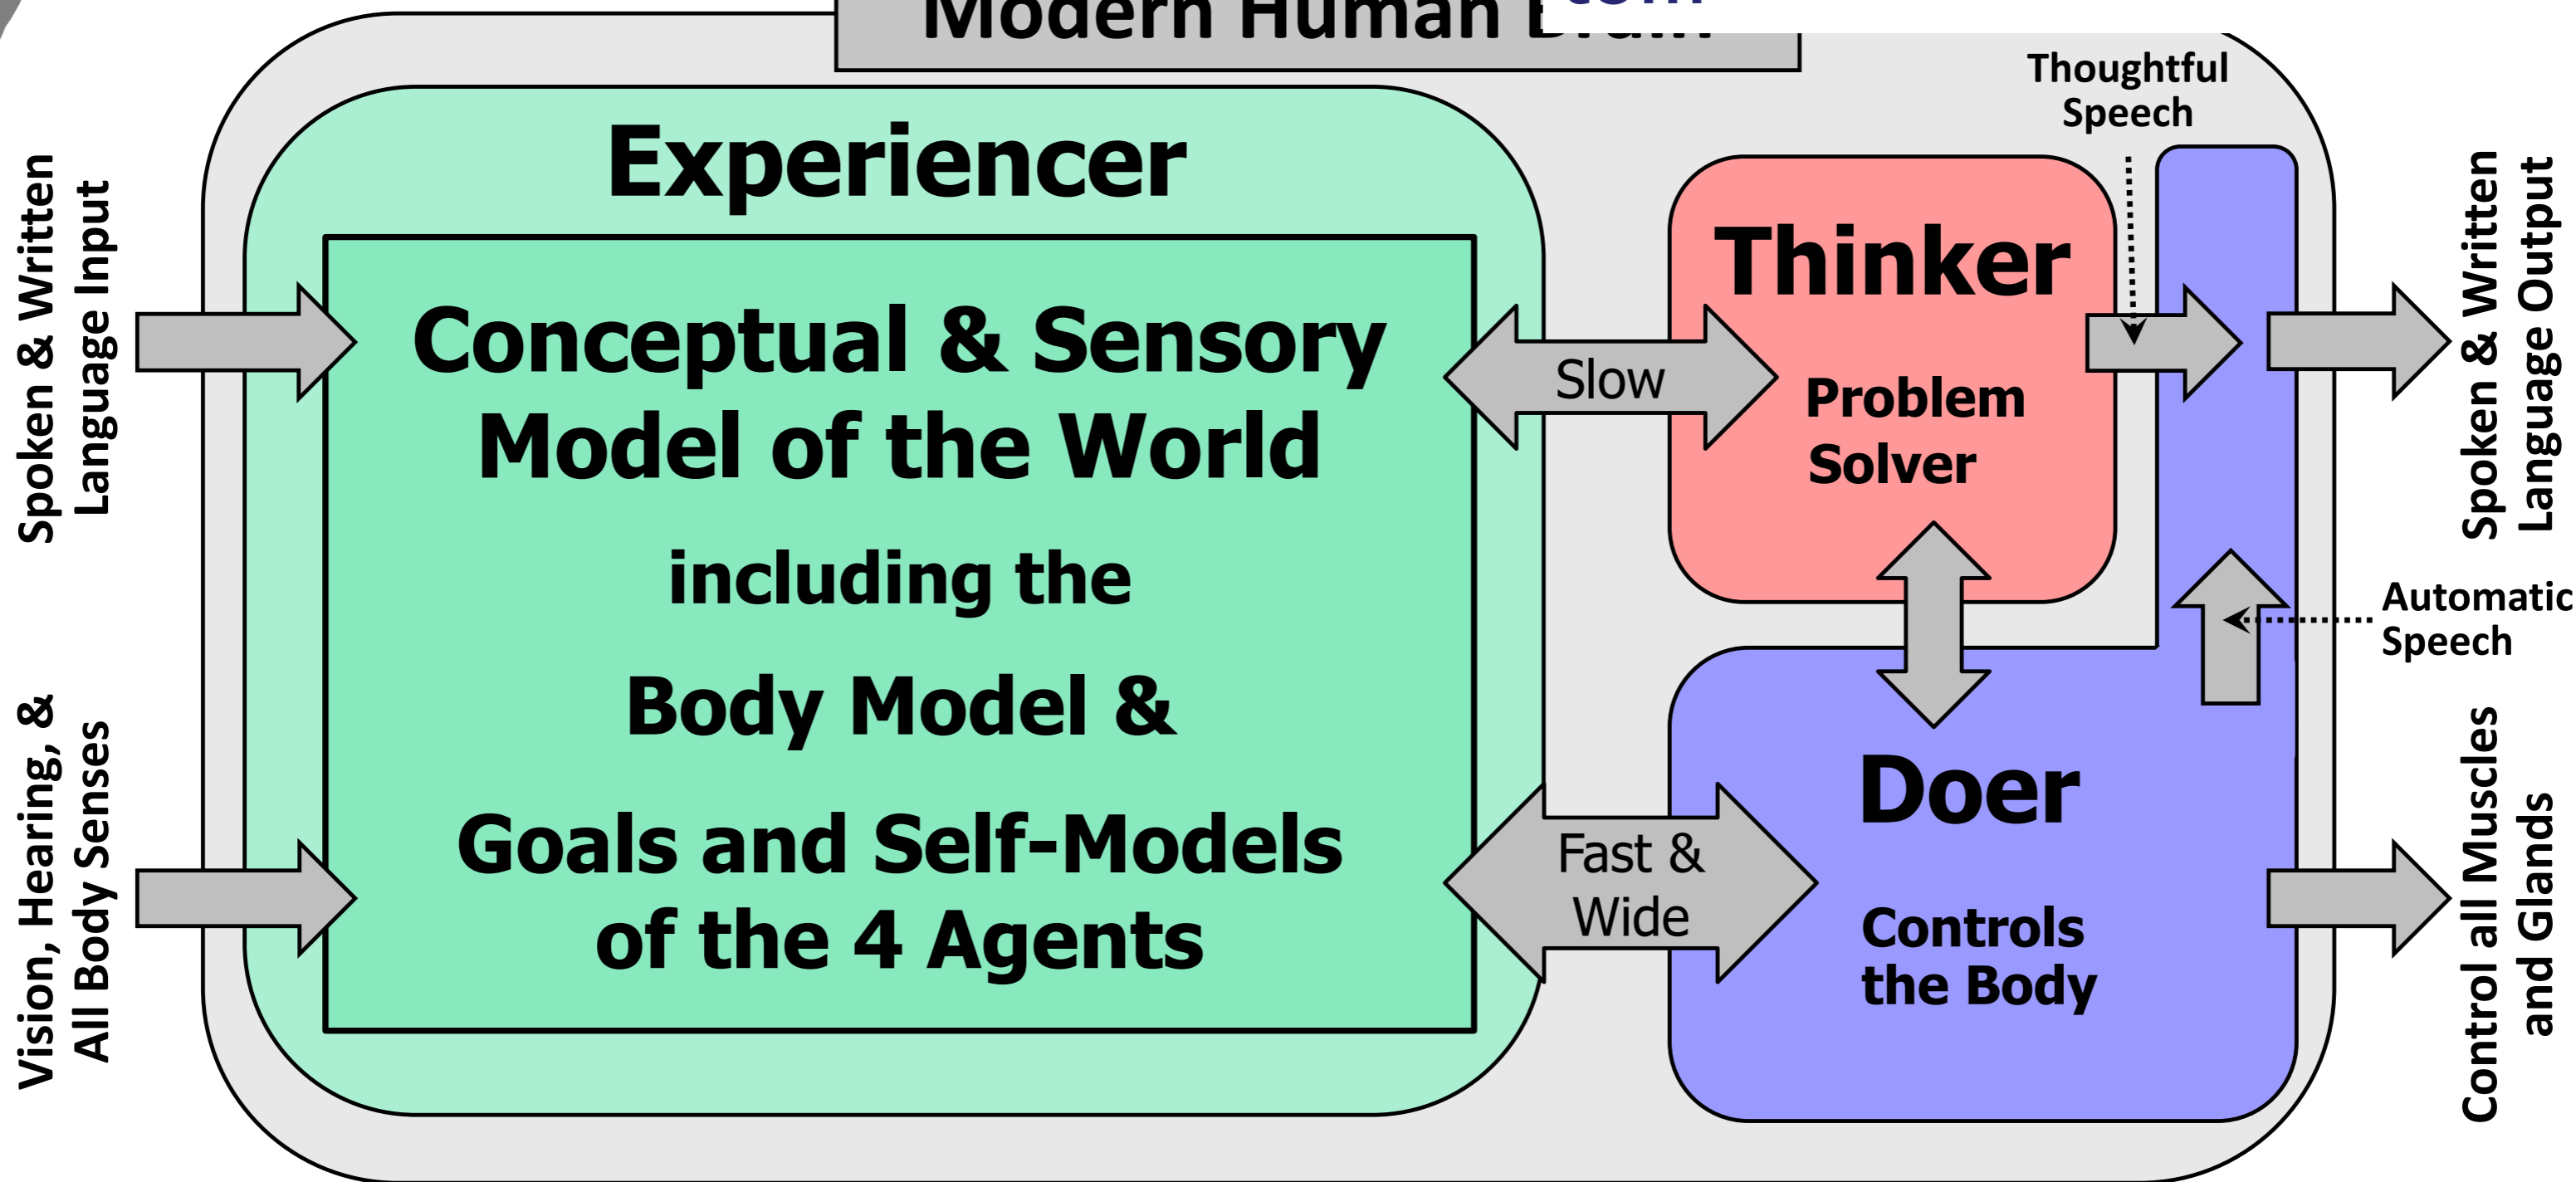 Modern Human
com
Thoughtful
Speech
Experiencer
Conceptual & Sensory
Model of the World
including the
Body Model &
Goals and Self-Models
of the 4 Agents
Spoken & Written
Language Input
Vision, Hearing, &
All Body Senses
Slow
Fast &
Wide
Thinker
Problem
Solver
Doer
Controls
the Body
Automatic
Speech
Spoken & Written
Language Output
Control all Muscles
and Glands